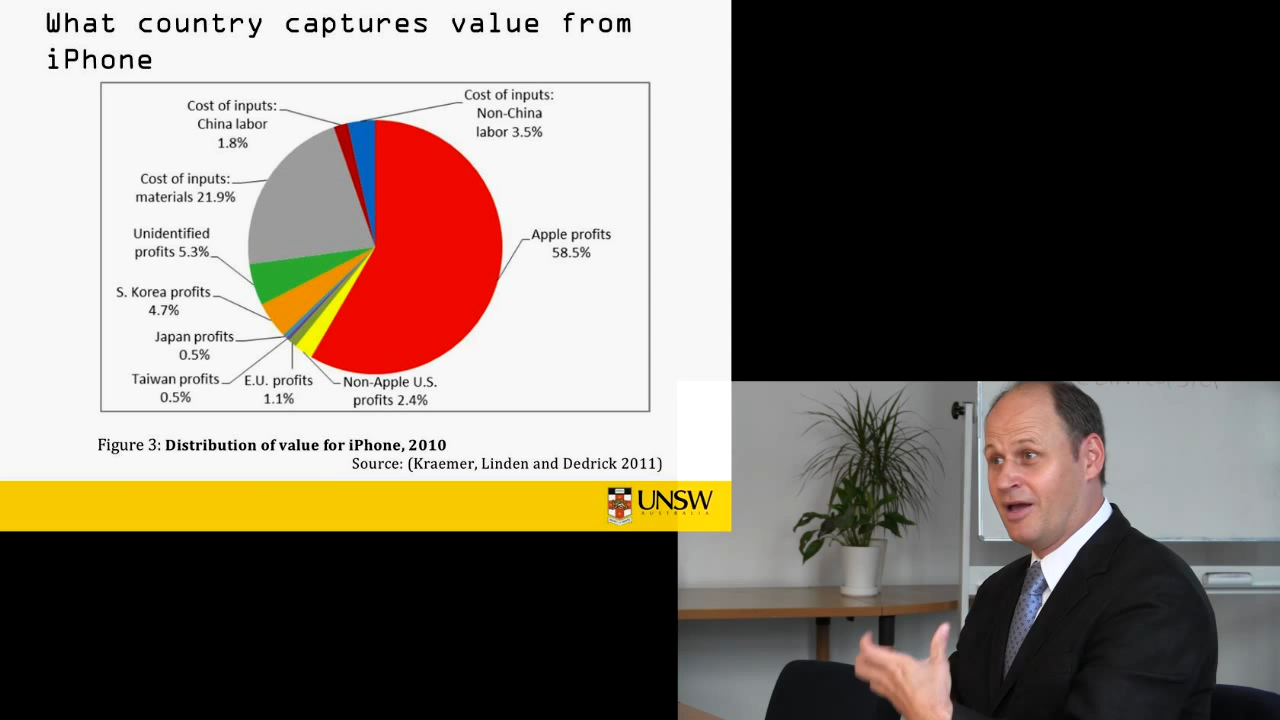 What country captures value from
iPhone
Cost of inputs:
China labor
1.8%
Cost of inputs:
Non-China
labor 3.5%
Cost of inputs:
materials 21.9%
Unidentified
profits 5.3%
Apple profits
58.5%
S. Korea profits
4.7%
Japan profits
0.5%
Taiwan profits
0.5%
E.U. profits
1.1%
Non-Apple U.S.
profits 2.4%
Figure 3: Distribution of value for iPhone, 2010
Source: (Kraemer, Linden and Dedrick 2011)
UNSW
AUSTRALIA